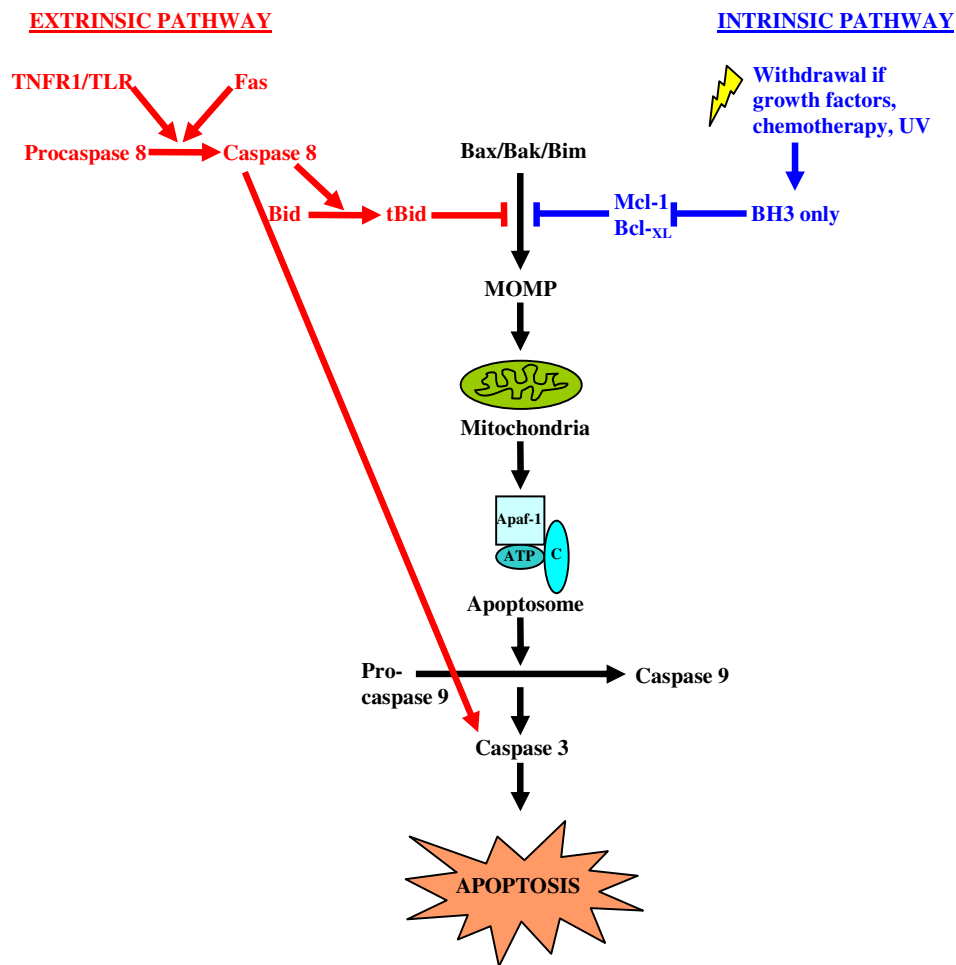 EXTRINSIC PATHWAY
INTRINSIC PATHWAY
TNFR1/TLR
Fas
Withdrawal if
growth factors,
chemotherapy, UV
Procaspase 8
Caspase 8
Bax/Bak/Bim
Bid
tBid
Mcl-1
Bcl-XL
BH3 only
MOMP
Mitochondria
Apaf-1
ATP
C
Apoptosome
Pro-
caspase 9
Caspase 9
Caspase 3
APOPTOSIS